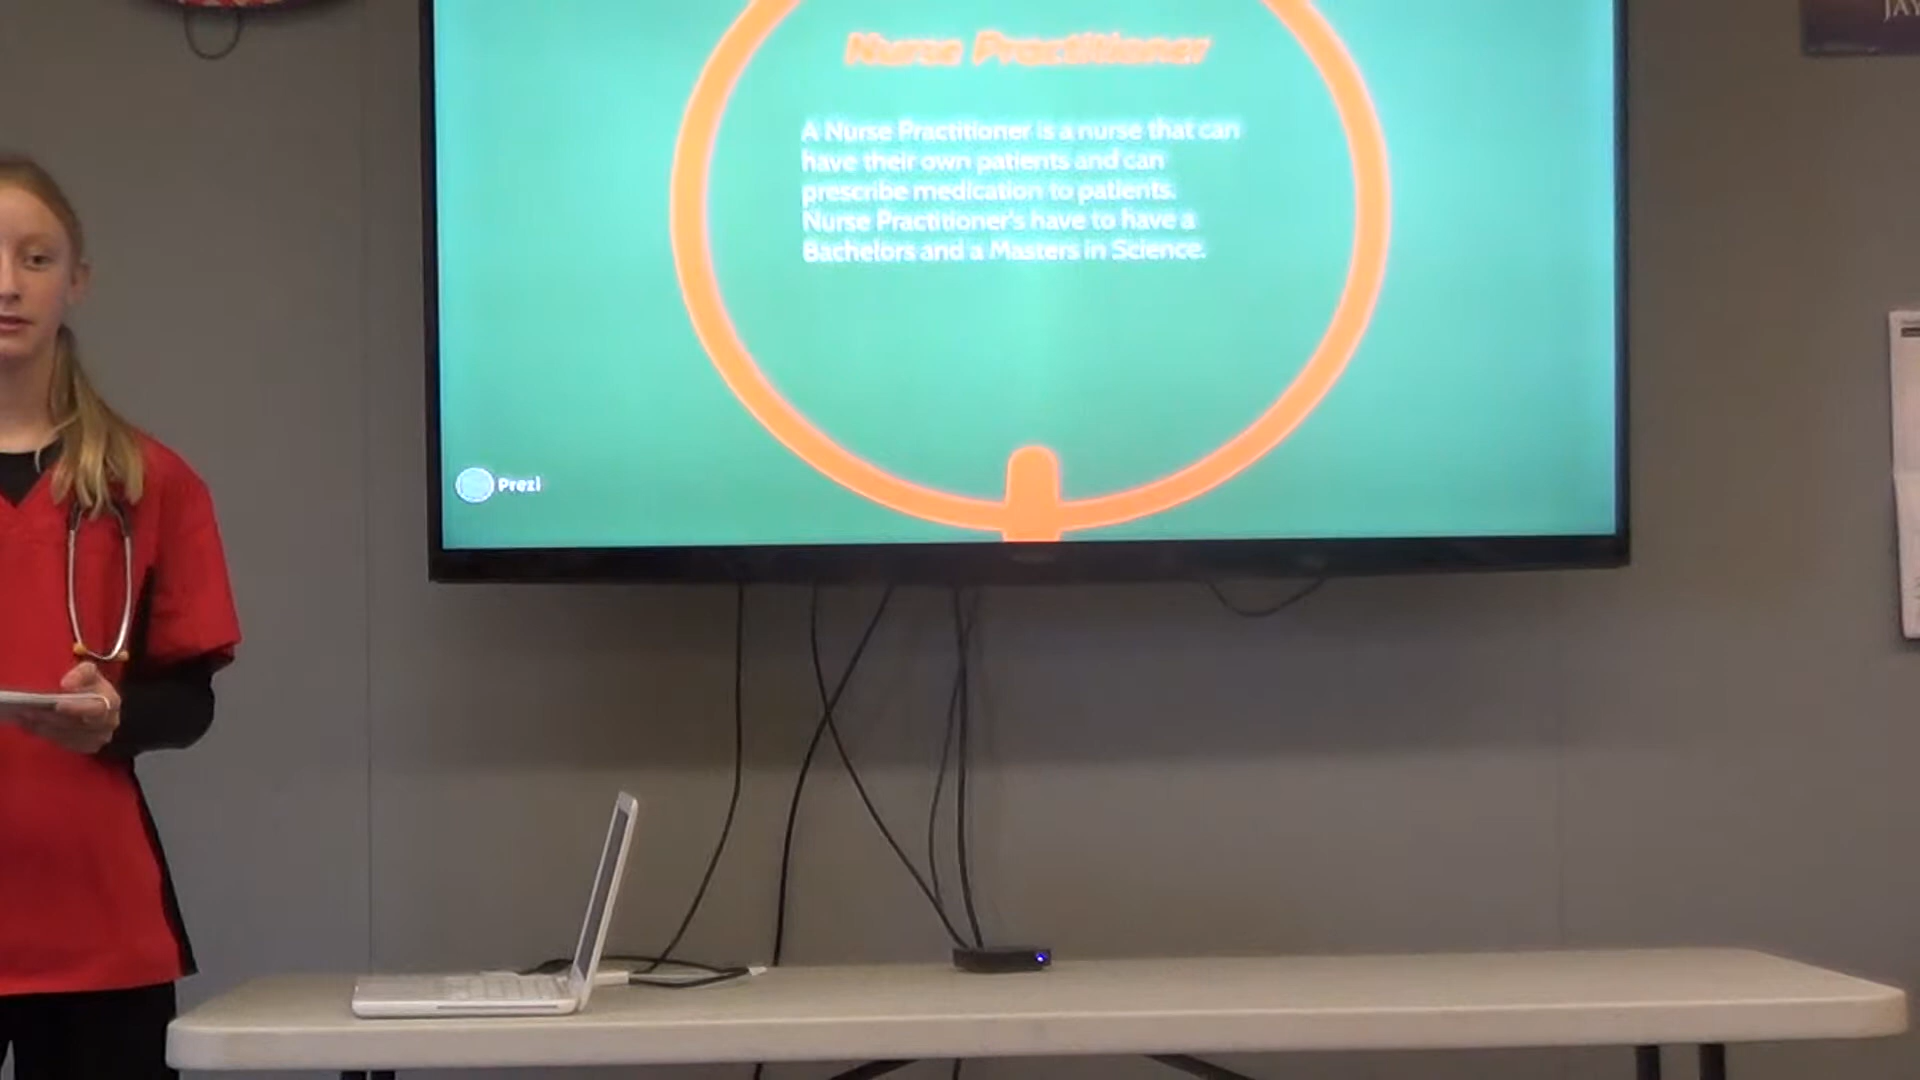 JAY
Nurse Practitioner
A Nurse Practitioner is a nurse that can
have their own patients and can
prescribe medication to patients.
Nurse Practitioner's have to have a
Bachelors and a Masters in Science.
Prezi